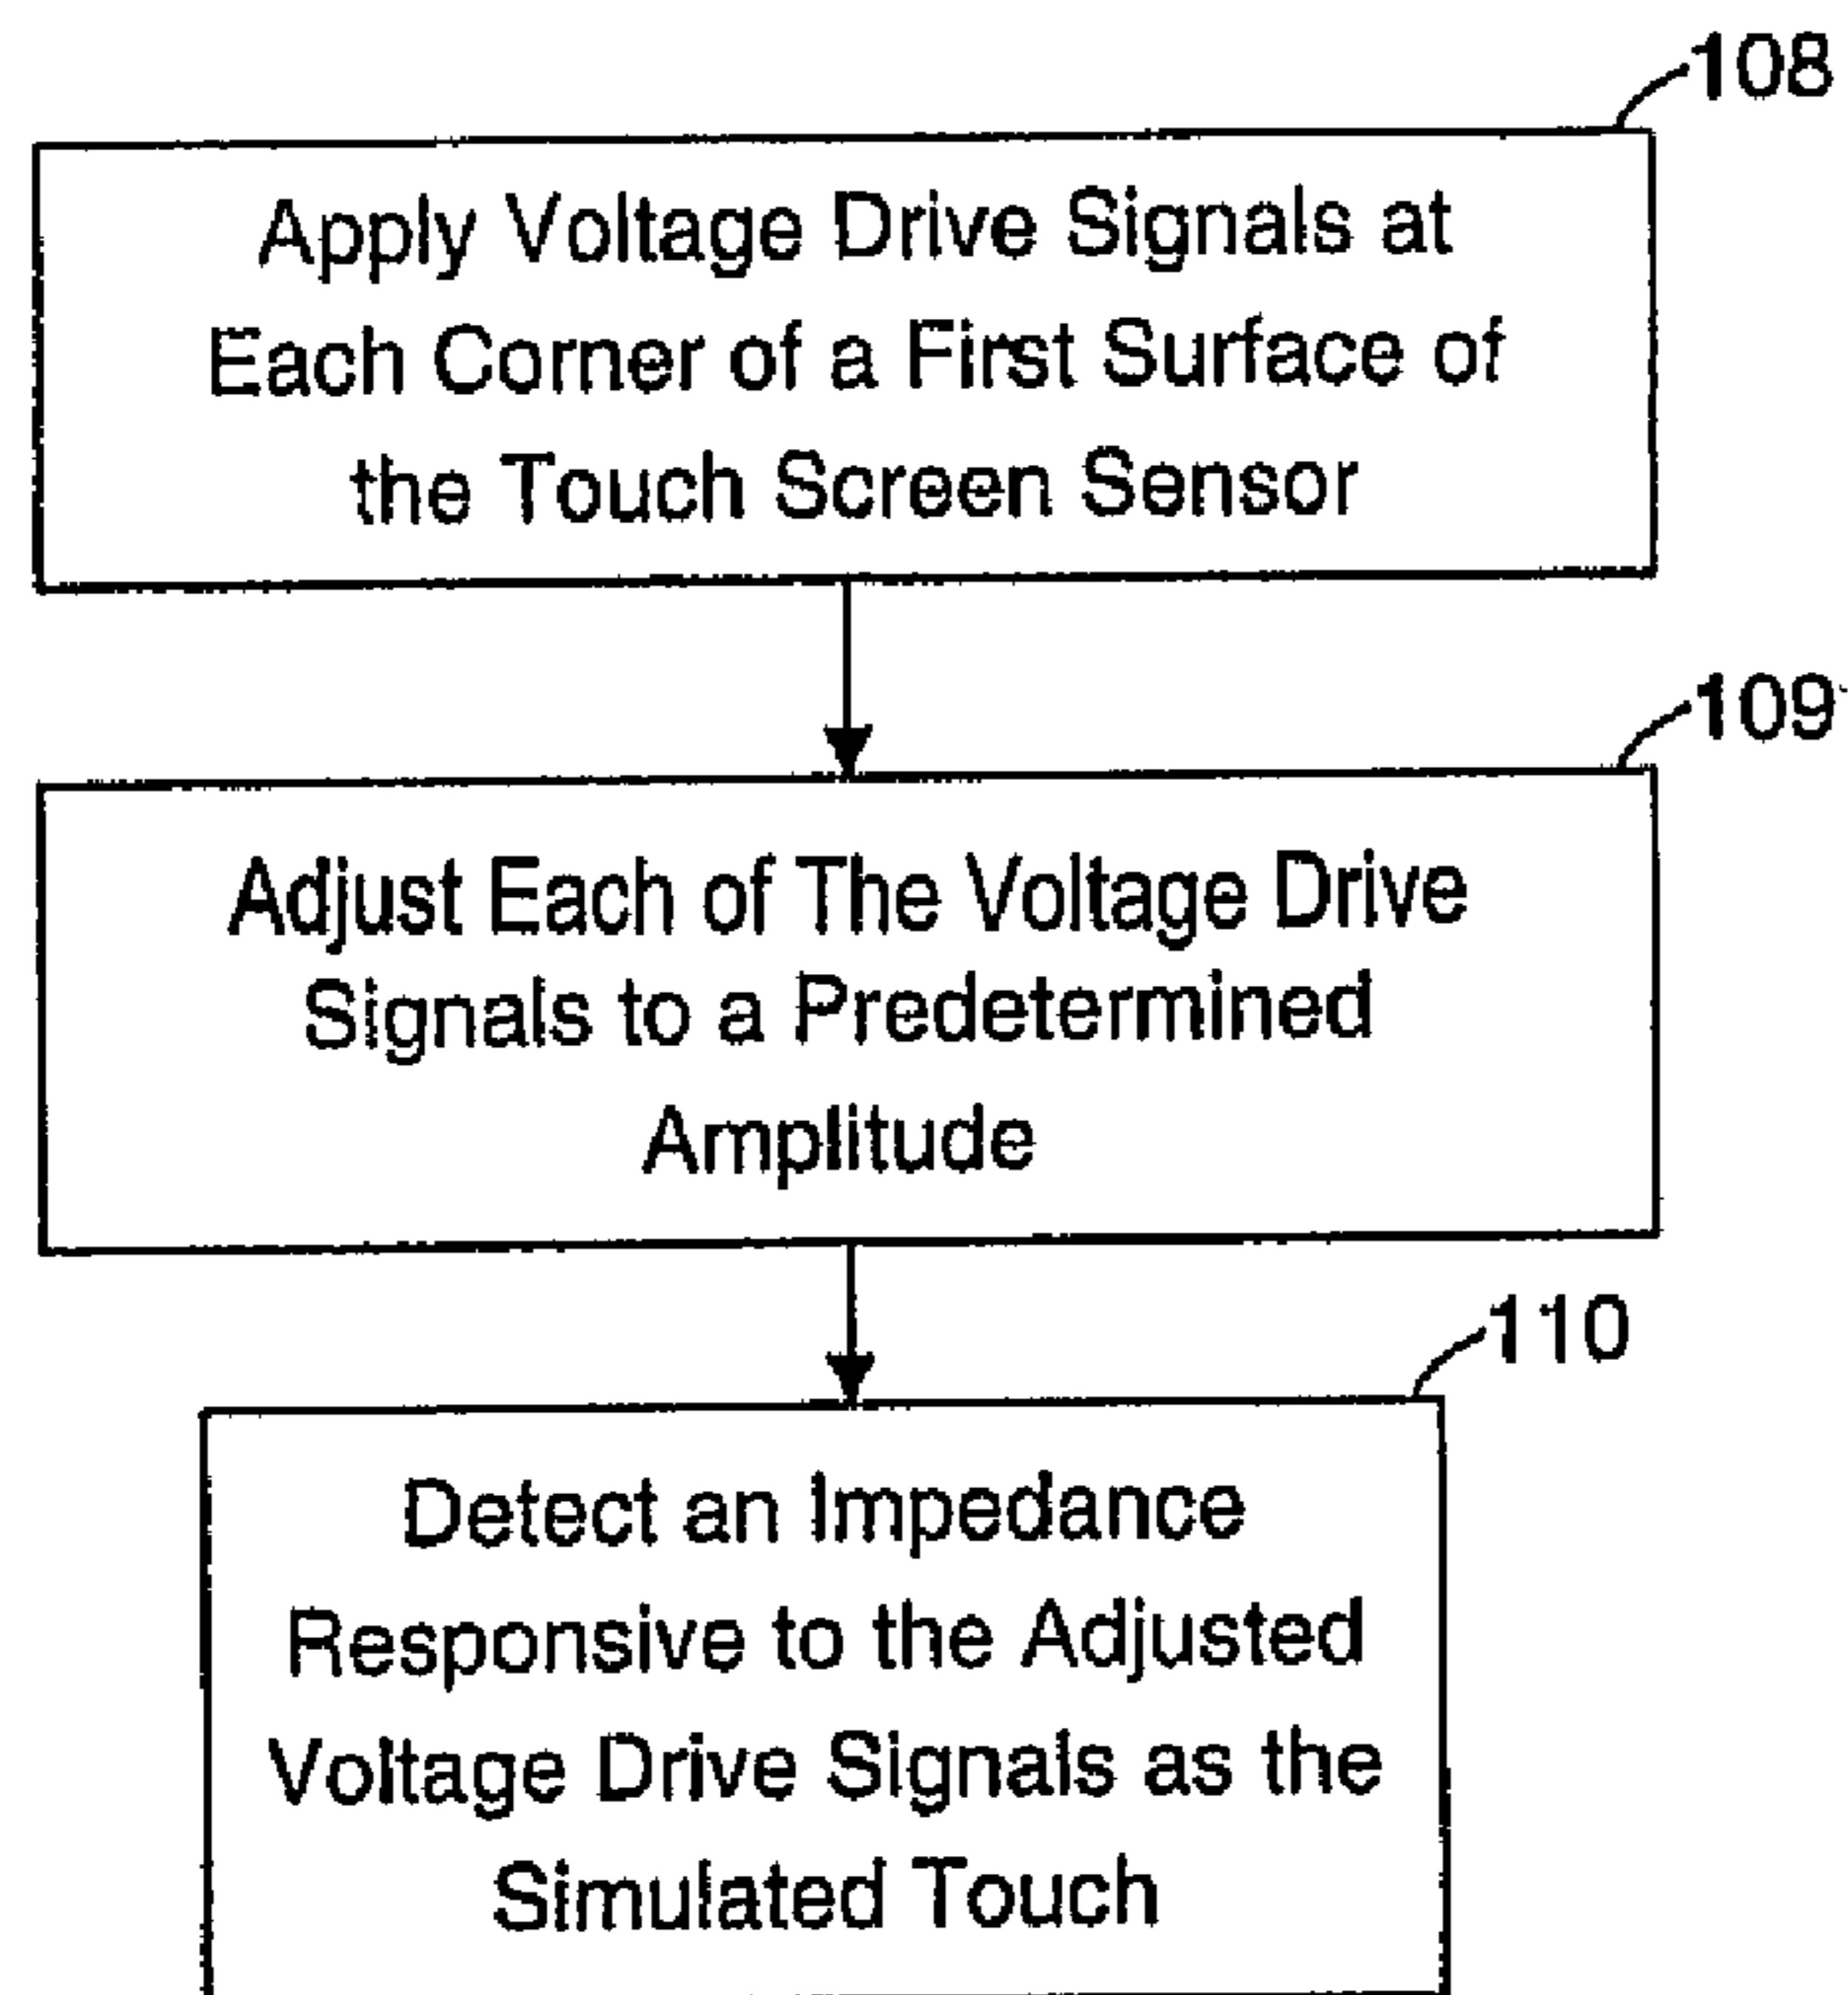 108
Apply Voltage Drive Signals at
Each Corner of a First Surface of
the Touch Screen Sensor
109
Adjust Each of The Voltage Drive
Signals to a Predetermined
Amplitude
110
Detect an Impedance
Responsive to the Adjusted
Voltage Drive Signals as the
Simulated Touch